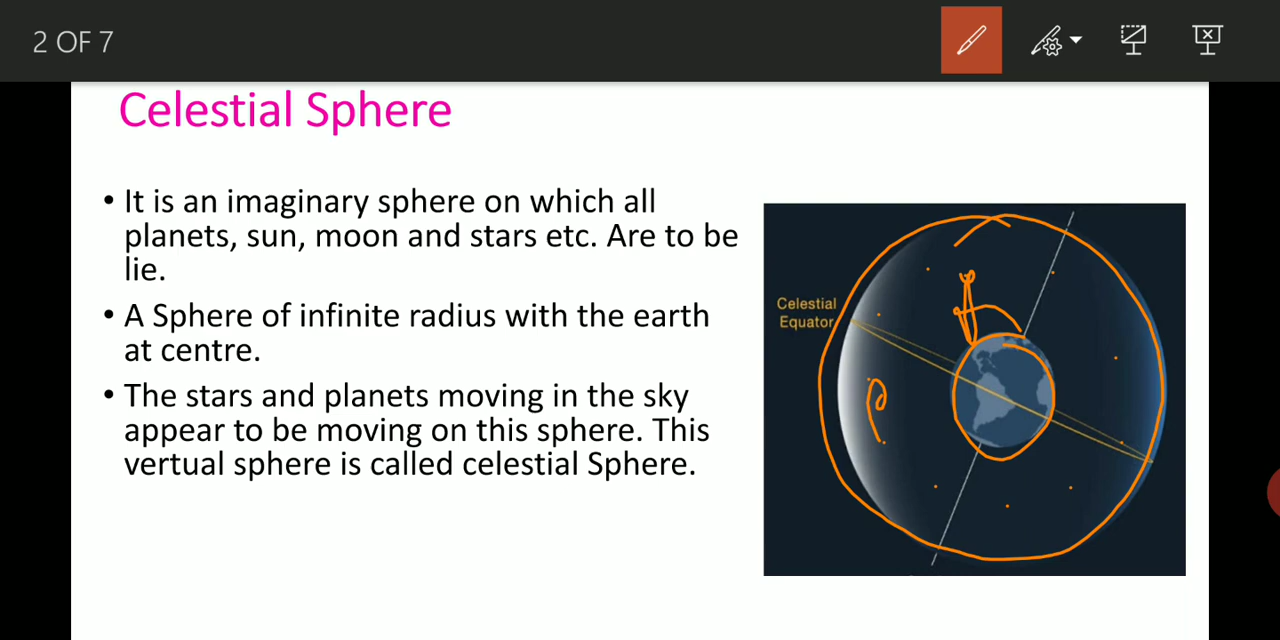 2 OF 7
Celestial Sphere
• It is an imaginary sphere on which all
planets, sun, moon and stars etc. Are to be
lie.
• A Sphere of infinite radius with the earth
at centre.
• The stars and planets moving in the sky
appear to be moving on this sphere. This
vertual sphere is called celestial Sphere.
Celestial
Equator